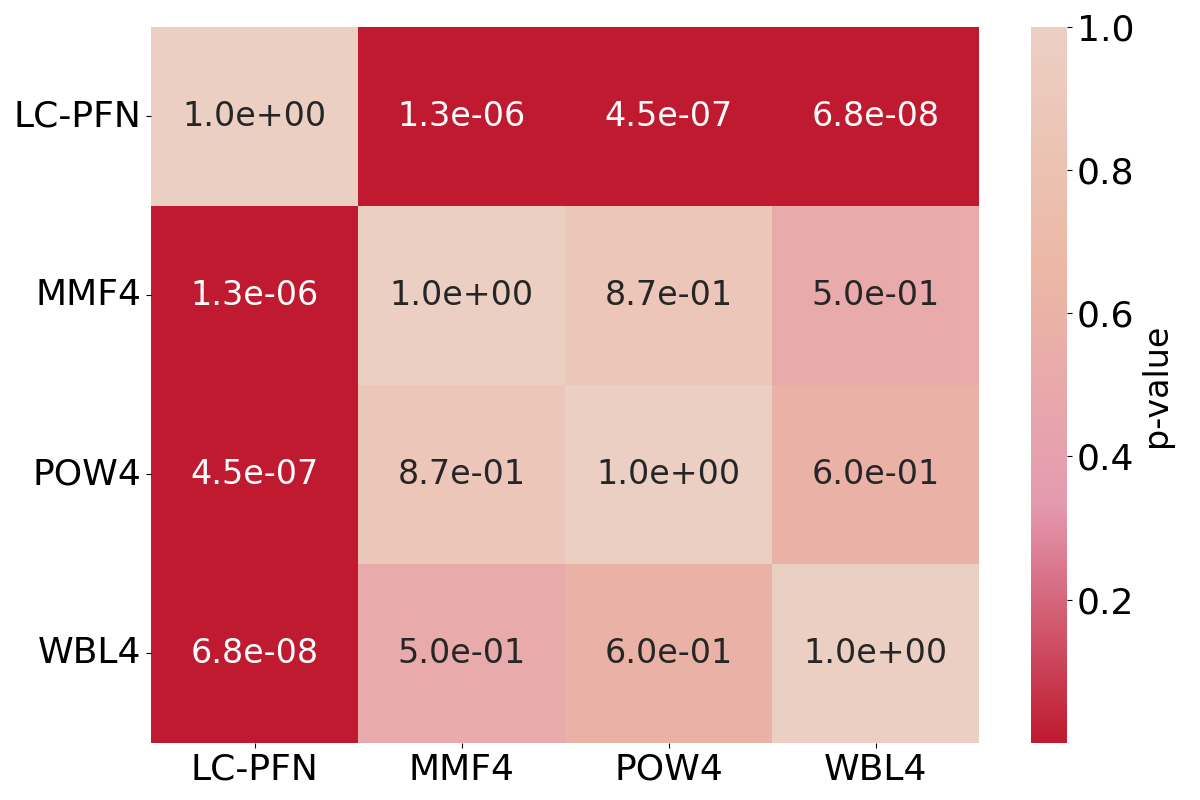 LC-PFN 1.0e+00 1.3e-06 4.5e-07 6.8e-08
MMF4 1.3e-06 1.0e+00 8.7e-01 5.0e-01
POW4 4.5e-07 8.7e-01 1.0e+00 6.0e-01
WBL4 6.8e-08 5.0e-01 6.0e-01 1.0e+00
LC-PFN MMF4 POW4 WBL4
1.0
0.8
0.6
0.4
0.2
p-value